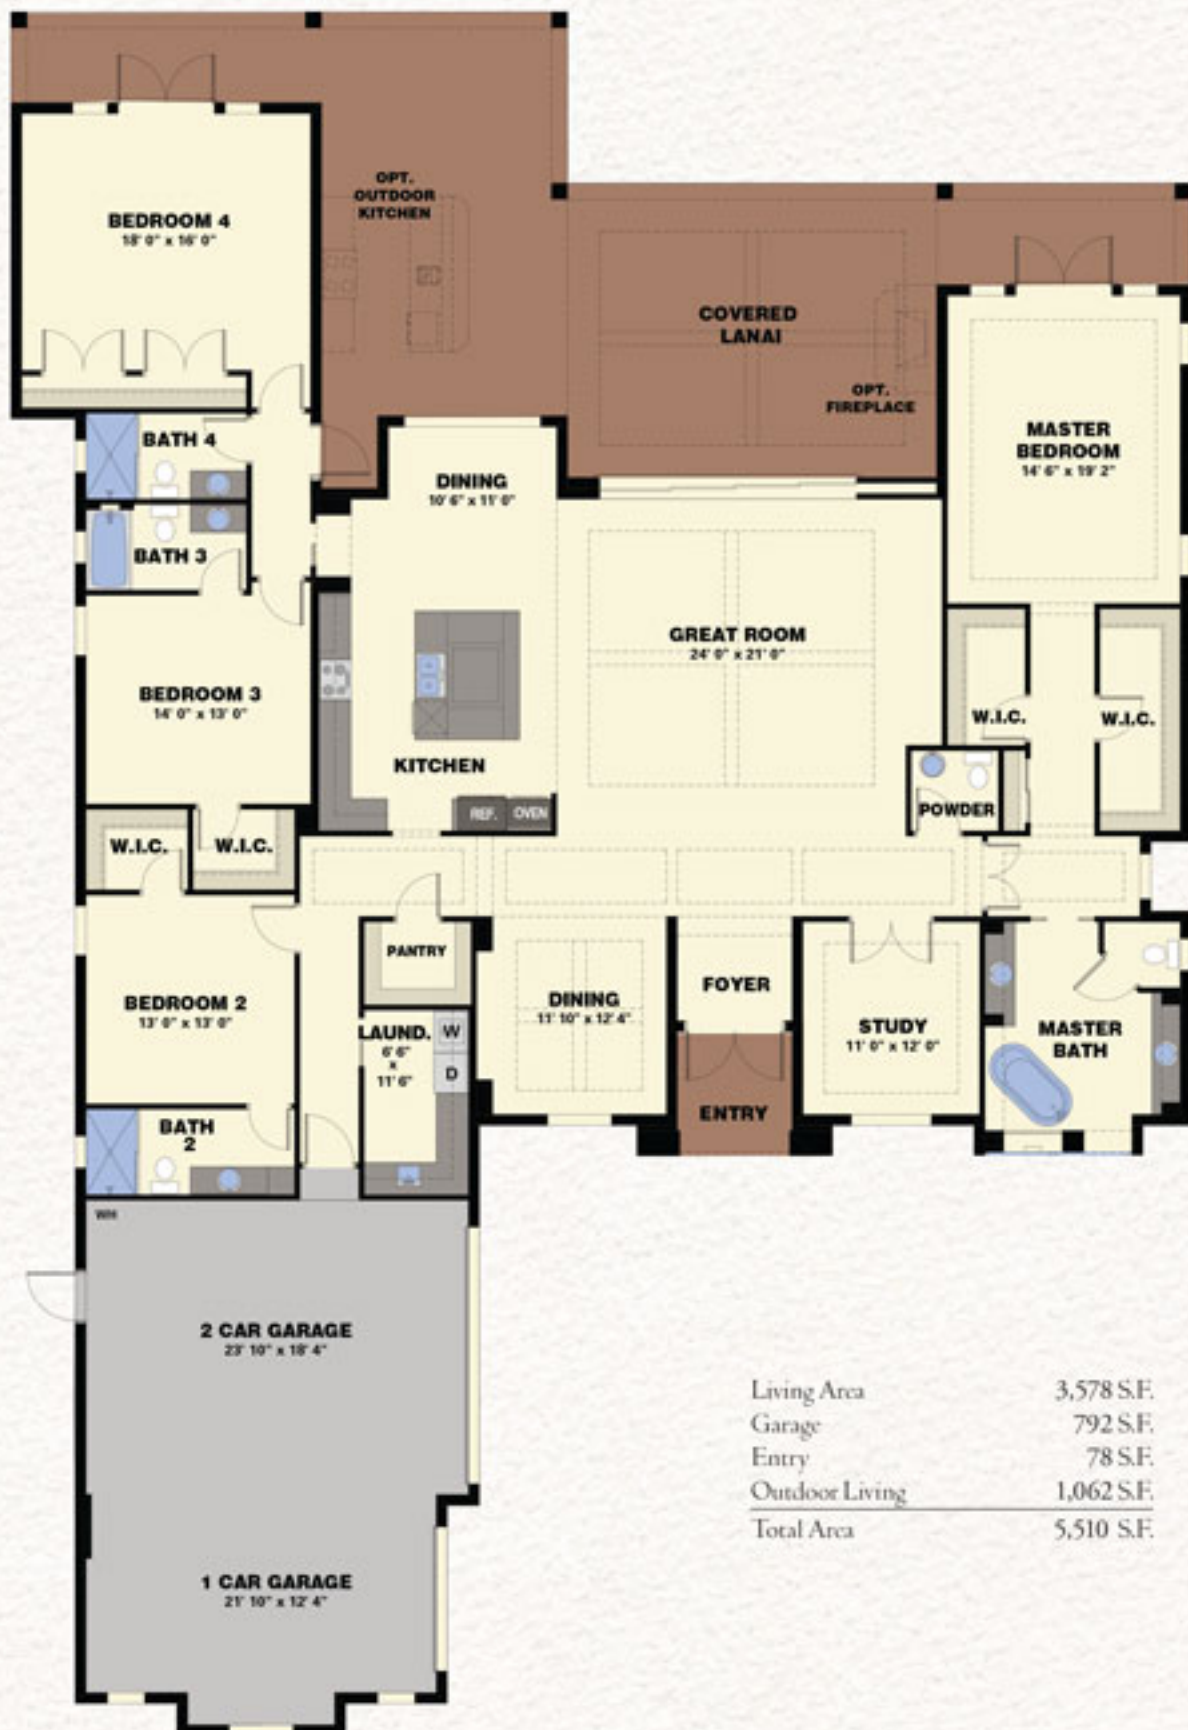 OPT.
OUTDOOR
KITCHEN
BEDROOM 4
18' 0" x 16' 0"
COVERED
LANAI
OPT.
FIREPLACE
MASTER
BEDROOM
14' 6" x 19' 2"
BATH 4
DINING
10' 6" x 11' 0"
BATH 3
GREAT ROOM
24' 0" x 21' 0"
BEDROOM 3
14' 0" x 13' 0"
W.I.C.
W.I.C.
KITCHEN
REF.
OVEN
POWDER
W.I.C.
W.I.C.
PANTRY
BEDROOM 2
13' 0" x 13' 0"
LAUND.
6' 6"
x
11' 6"
W
D
DINING
11' 10" x 12' 4"
FOYER
STUDY
11' 0" x 12' 0"
MASTER
BATH
ENTRY
BATH
2
WH
2 CAR GARAGE
23' 10" x 18' 4"
1 CAR GARAGE
21' 10" x 12' 4"
Living Area 3,578 S.F.
Garage 792 S.F.
Entry 78 S.F.
Outdoor Living 1,062 S.F.
Total Area 5,510 S.F.